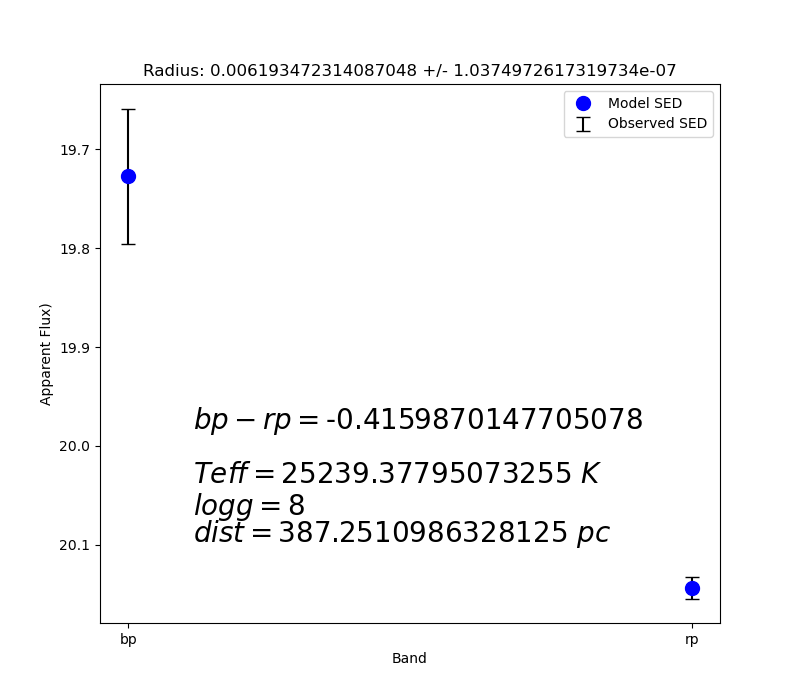 Radius: 0.006193472314087048 +/- 1.0374972617319734e-07
Model SED
Observed SED
19.7
19.8
19.9
20.0
20.1
Apparent Flux)
bp − rp = -0.4159870147705078
Teff = 25239.37795073255 K
logg = 8
dist = 387.2510986328125 pc
bp
rp
Band